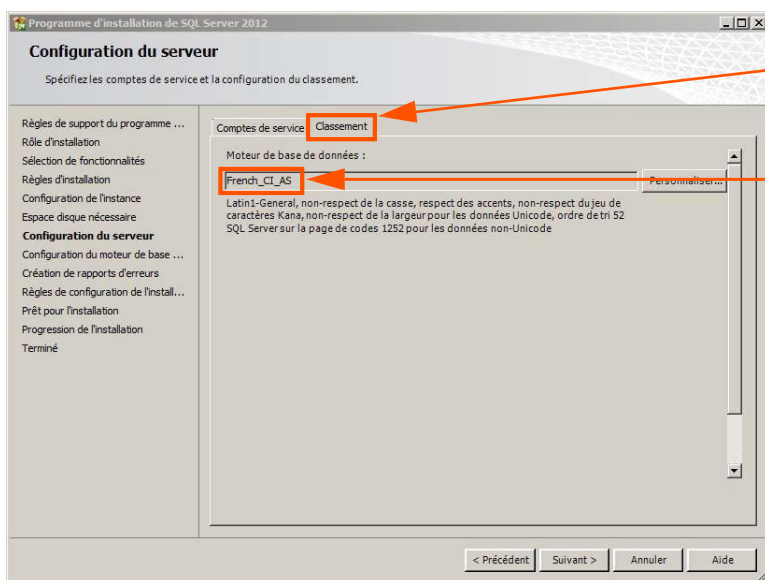 Programme d'installation de SQL Server 2012
Configuration du serveur
Spécifiez les comptes de service et la configuration du classement.
Règles de support du programme ...
Rôle d'installation
Sélection de fonctionnalités
Règles d'installation
Configuration de l'instance
Espace disque nécessaire
Configuration du serveur
Configuration du moteur de base ...
Création de rapports d'erreurs
Règles de configuration de l'install...
Prêt pour l'installation
Progression de l'installation
Terminé
Comptes de service
Classement
Moteur de base de données :
French_CI_AS
Personnaliser...
Latin1-General, non-respect de la casse, respect des accents, non-respect du jeu de
caractères Kana, non-respect de la largeur pour les données Unicode, ordre de tri 52
SQL Server sur la page de codes 1252 pour les données non-Unicode
< Précédent
Suivant >
Annuler
Aide